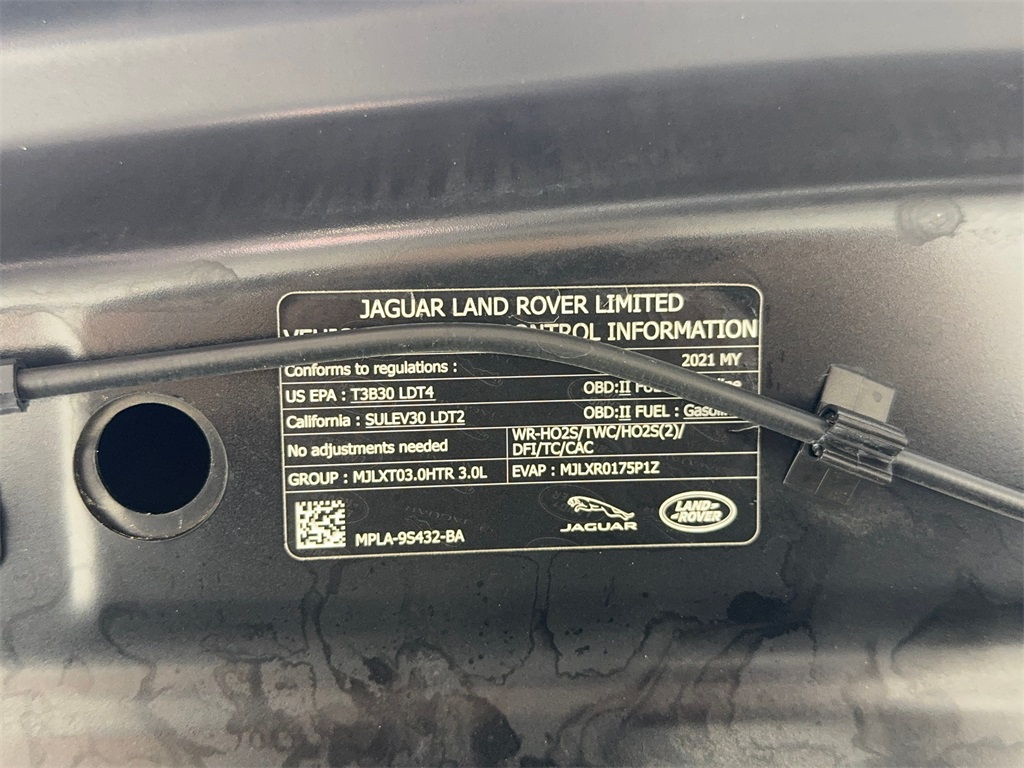 JAGUAR LAND ROVER LIMITED
CONTROL INFORMATION
2021 MY
Conforms to regulations :
US EPA : T3B30 LDT4 OBD:II
California : SULEV30 LDT2 OBD:II FUEL :
No adjustments needed
WR-HO2S/TWC/HO2S(2)/
DFI/TC/CAC
GROUP : MJLXT03.0HTR 3.0L EVAP : MJLXR0175P1Z
MPLA-9S432-BA
JAGUAR
LAND
ROVER